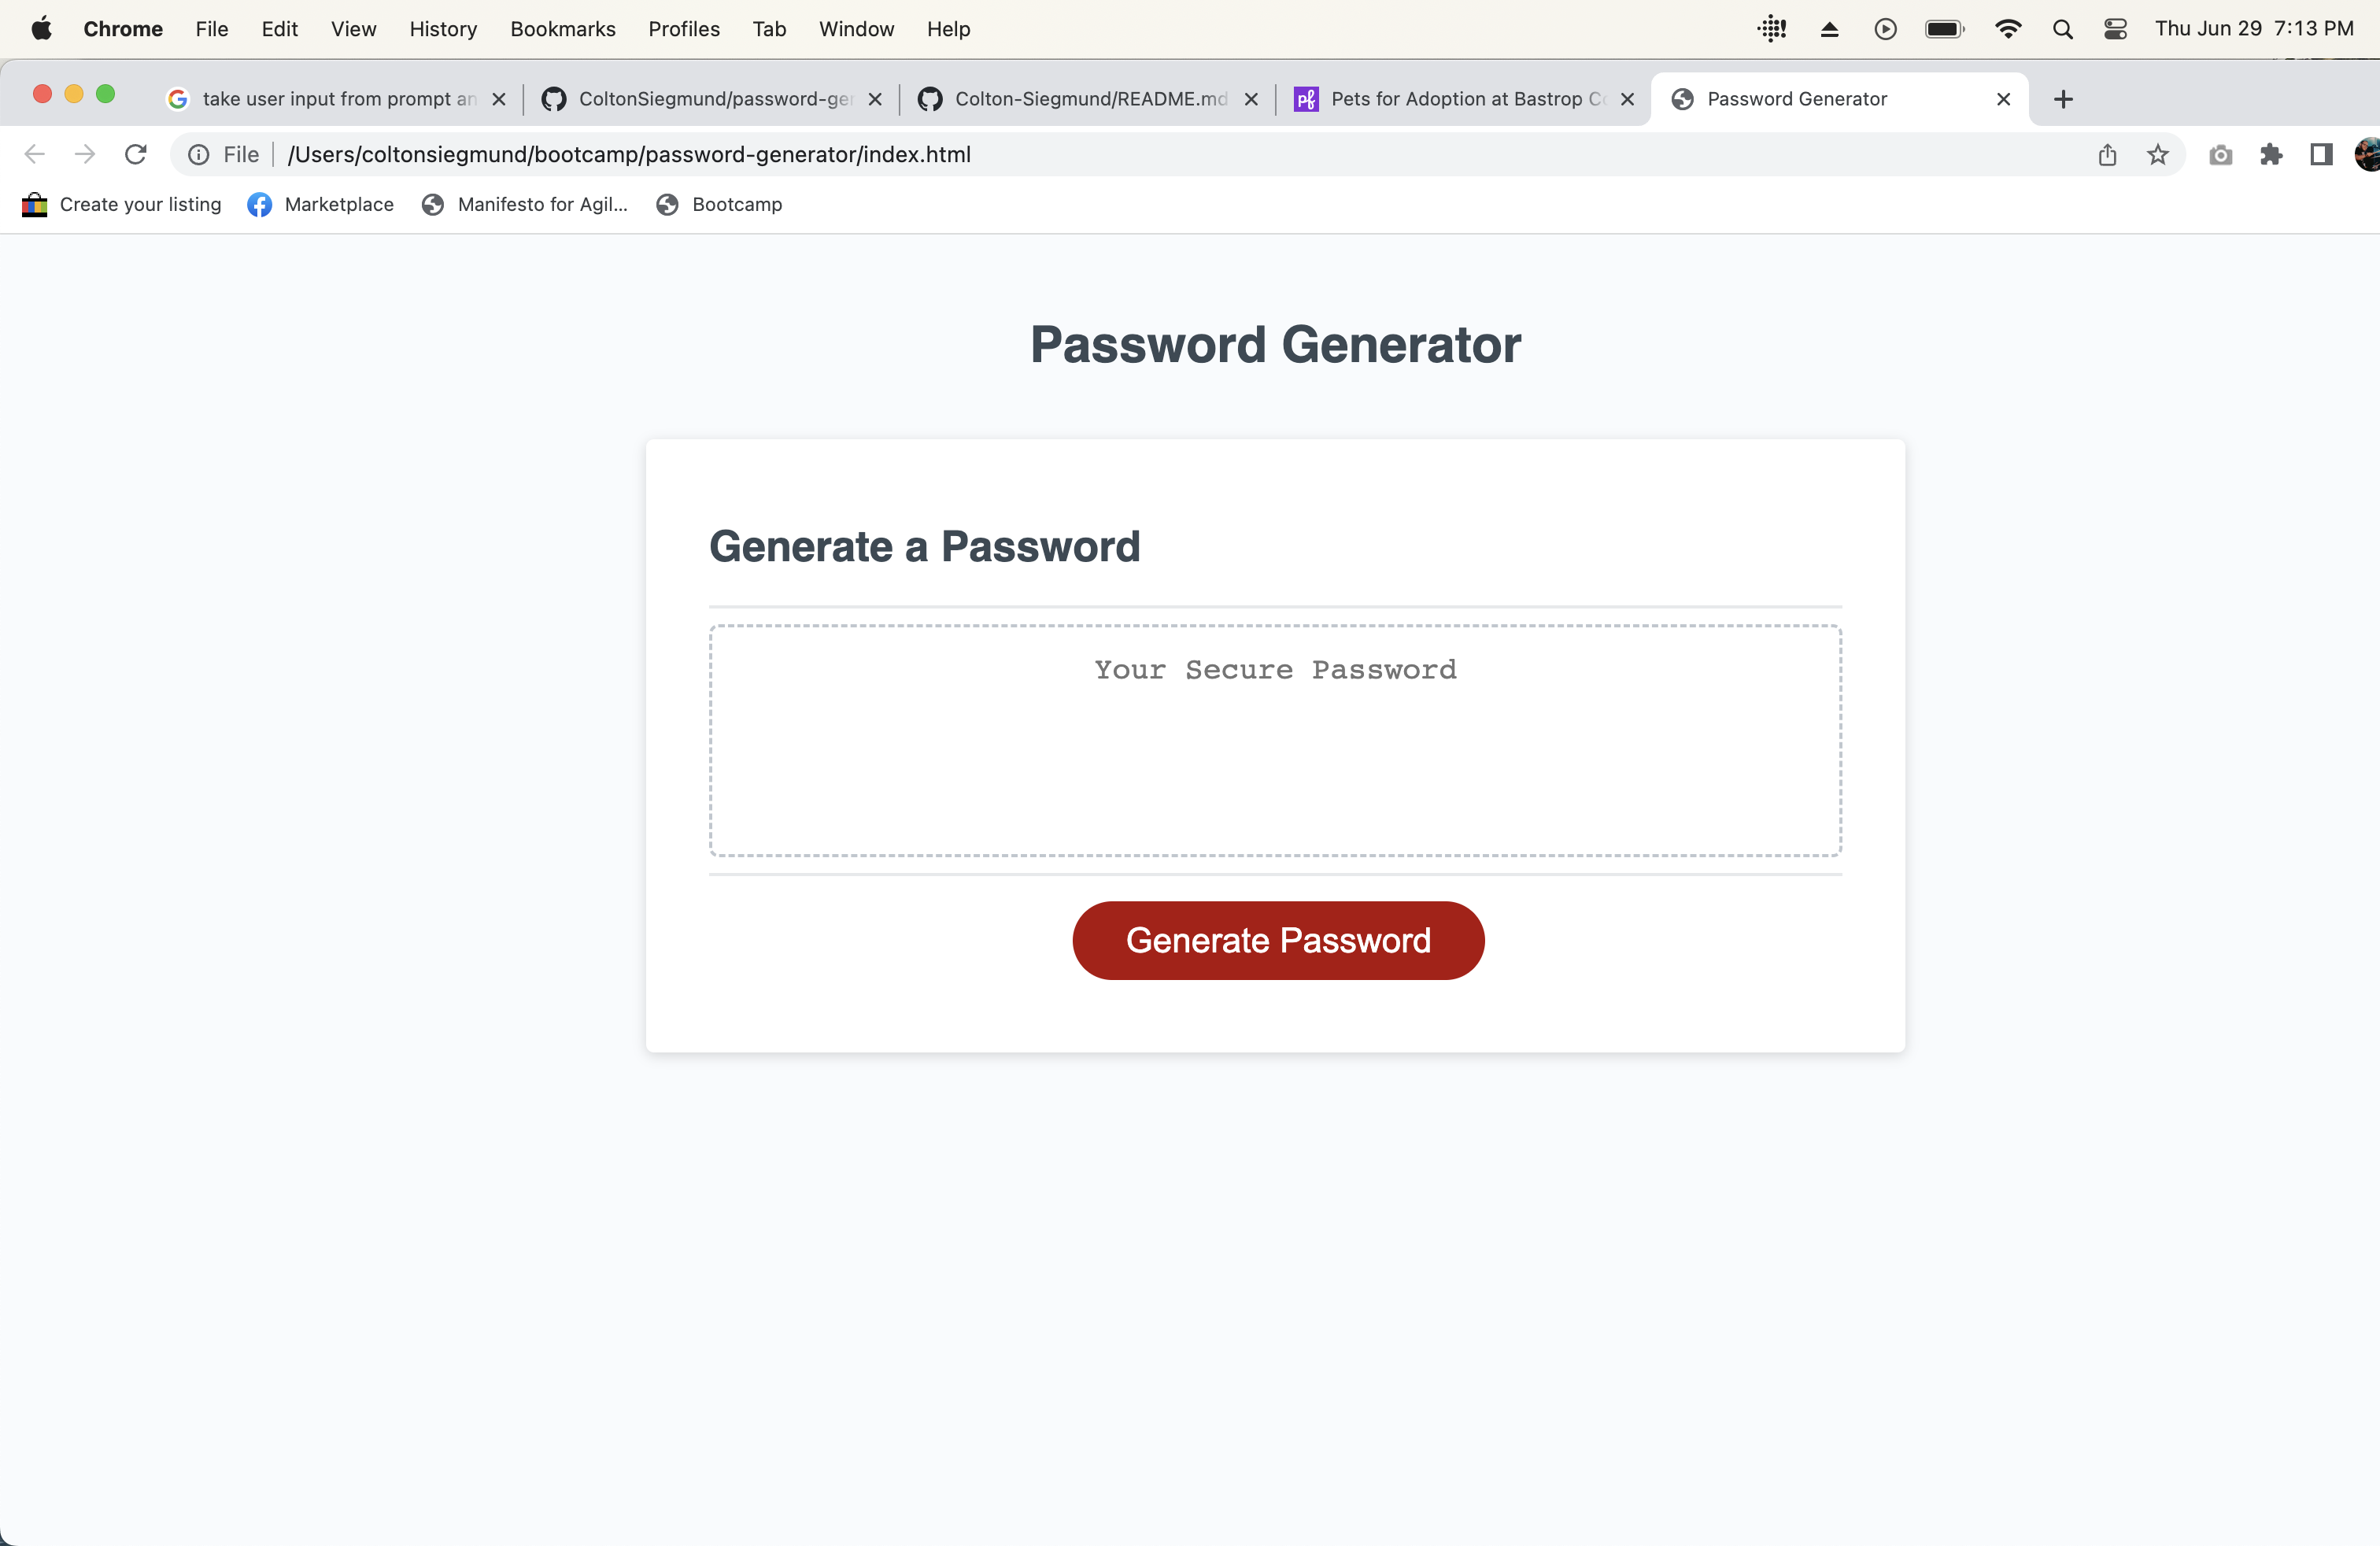 Chrome File Edit View History Bookmarks Profiles Tab Window Help Thu Jun 29 7:13 PM
take user input from prompt an ColtonSiegmund/password-ge Colton-Siegmund/README.md Pets for Adoption at Bastrop Password Generator
File /Users/coltonsiegmund/bootcamp/password-generator/index.html
Create your listing Marketplace Manifesto for Agil... Bootcamp
Password Generator
Generate a Password
Your Secure Password
Generate Password